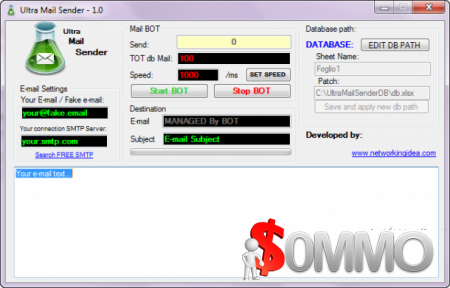 Ultra Mail Sender - 1.0
Ultra
Mail
Sender
E-mail Settings
Your E-mail / Fake e-mail:
your@fake.email
Your connection SMTP Server:
your.smtp.com
Search FREE SMTP
Mail BOT
Send:
0
TOT db Mail:
100
Speed:
1000
/ms
SET SPEED
Start BOT
Stop BOT
Destination
E-mail
MANAGED By BOT
Subject
E-mail Subject
Database path:
DATABASE:
EDIT DB PATH
Sheet Name:
Foglio1
Patch:
C:\UltraMailSenderDB\db.xlsx
Save and apply new db path
Developed by:
www.networkingidea.com
Your e-mail text...
$OMMO